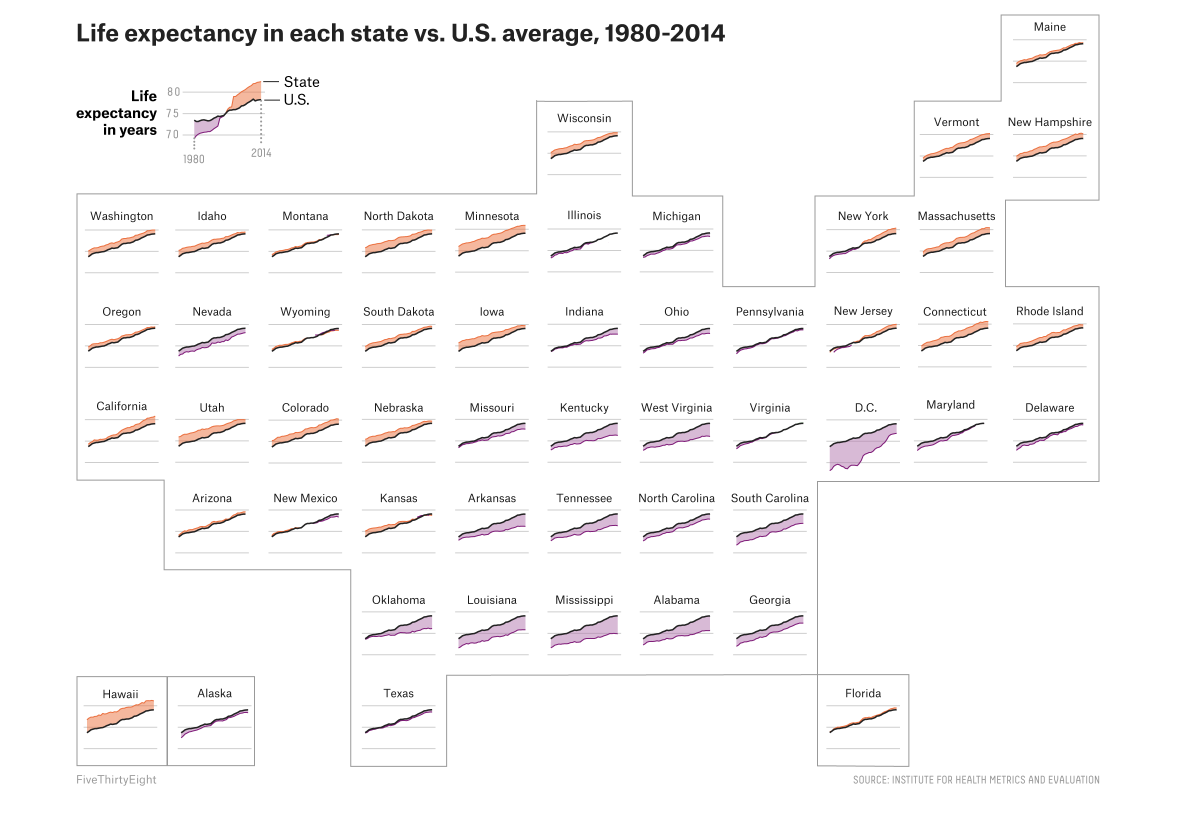 Life expectancy in each state vs. U.S. average, 1980-2014
Life
expectancy
in years
80
75
70
State
U.S.
1980
2014
Maine
Wisconsin
Vermont
New Hampshire
Washington
Idaho
Montana
North Dakota
Minnesota
Illinois
Michigan
New York
Massachusetts
Oregon
Nevada
Wyoming
South Dakota
Iowa
Indiana
Ohio
Pennsylvania
New Jersey
Connecticut
Rhode Island
California
Utah
Colorado
Nebraska
Missouri
Kentucky
West Virginia
Virginia
D.C.
Maryland
Delaware
Arizona
New Mexico
Kansas
Arkansas
Tennessee
North Carolina
South Carolina
Oklahoma
Louisiana
Mississippi
Alabama
Georgia
Hawaii
Alaska
Texas
Florida
FiveThirtyEight
SOURCE: INSTITUTE FOR HEALTH METRICS AND EVALUATION